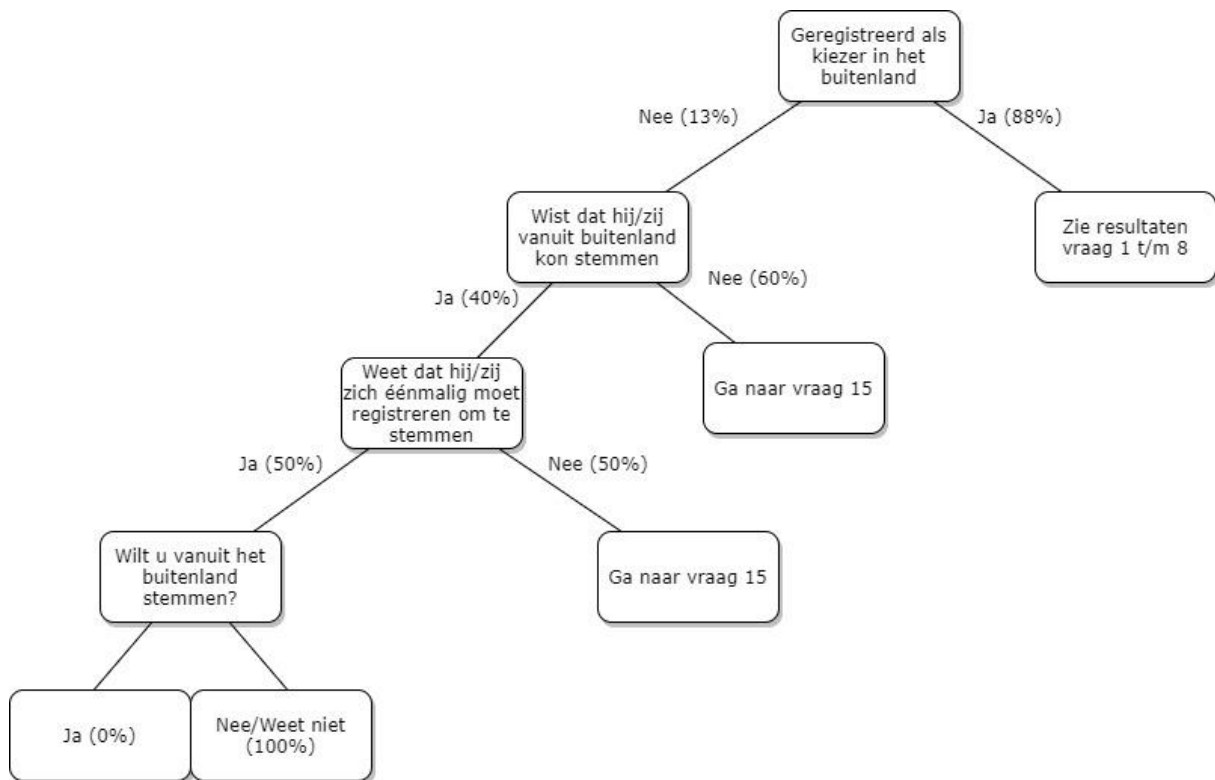 Geregistreerd als
kiezer in het
buitenland
Nee (13%)
Ja (88%)
Wist dat hij/zij
vanuit buitenland
kon stemmen
Zie resultaten
vraag 1 t/m 8
Ja (40%)
Nee (60%)
Weet dat hij/zij
zich éénmalig moet
registreren om te
stemmen
Ga naar vraag 15
Ja (50%)
Nee (50%)
Wilt u vanuit het
buitenland
stemmen?
Ga naar vraag 15
Ja (0%)
Nee/Weet niet
(100%)